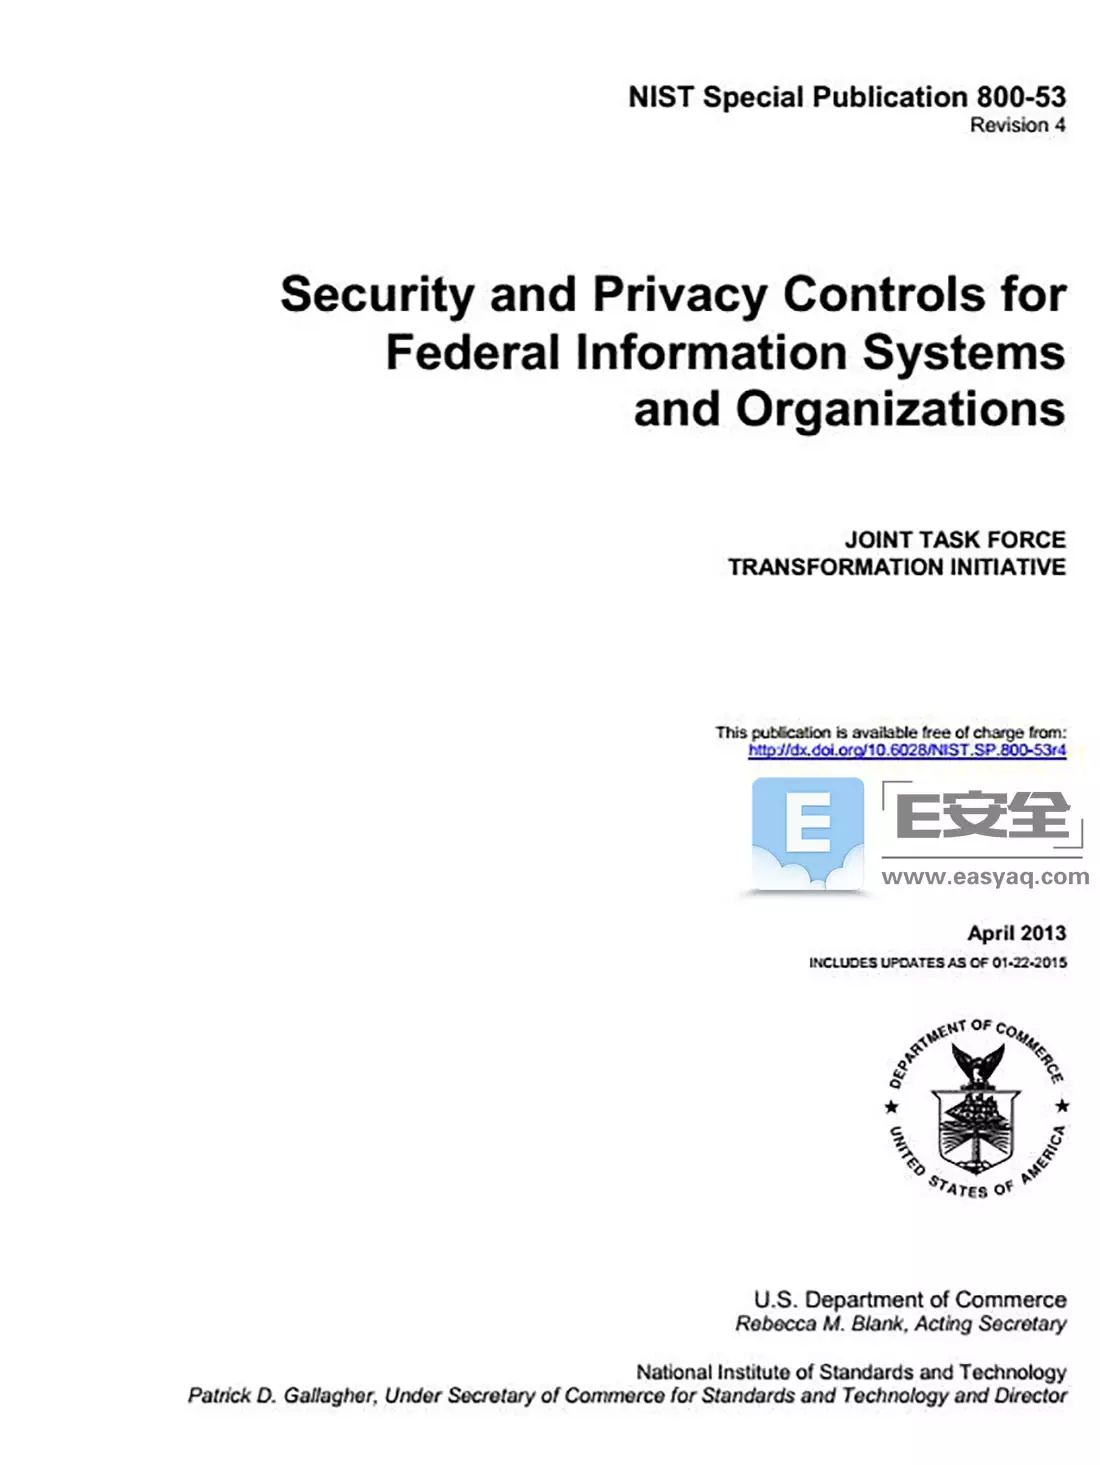 NIST Special Publication 800-53
Revision 4
Security and Privacy Controls for
Federal Information Systems
and Organizations
JOINT TASK FORCE
TRANSFORMATION INITIATIVE
This publication is available free of charge from:
http://dx.doi.org/10.6028/NIST.SP.800-53r4
E
E安全
www.easyaq.com
April 2013
INCLUDES UPDATES AS OF 01-22-2015
DEPARTMENT OF COMMERCE
UNITED STATES OF AMERICA
U.S. Department of Commerce
Rebecca M. Blank, Acting Secretary
National Institute of Standards and Technology
Patrick D. Gallagher, Under Secretary of Commerce for Standards and Technology and Director